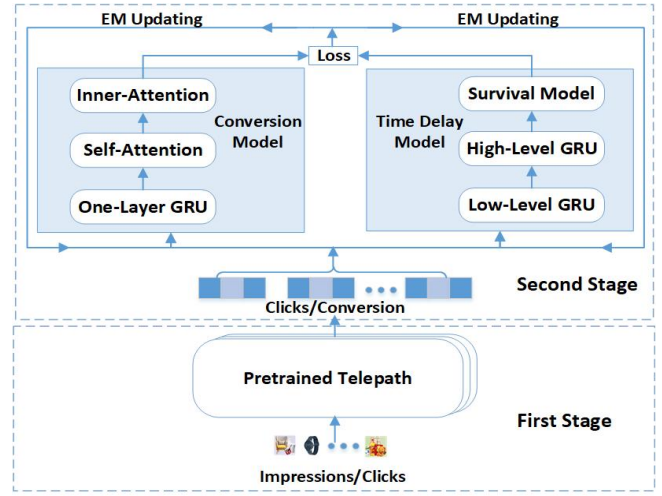 EM Updating
EM Updating
Loss
Inner-Attention
Self-Attention
One-Layer GRU
Conversion
Model
Time Delay
Model
Survival Model
High-Level GRU
Low-Level GRU
Clicks/Conversion
Second Stage
Pretrained Telepath
First Stage
Impressions/Clicks